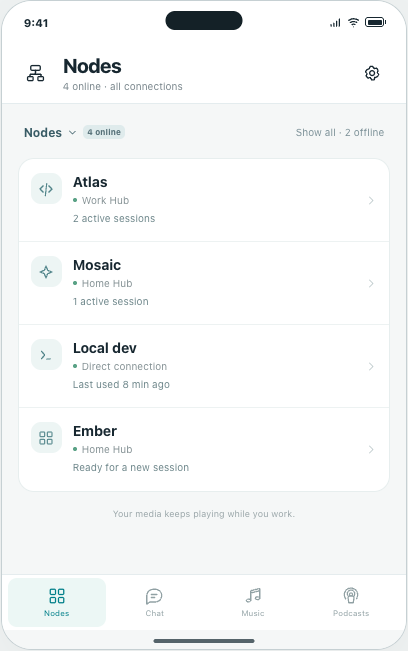 9:41
Nodes
4 online · all connections
Nodes
4 online
Show all · 2 offline
Atlas
Work Hub
2 active sessions
Mosaic
Home Hub
1 active session
Local dev
Direct connection
Last used 8 min ago
Ember
Home Hub
Ready for a new session
Your media keeps playing while you work.
Nodes
Chat
Music
Podcasts